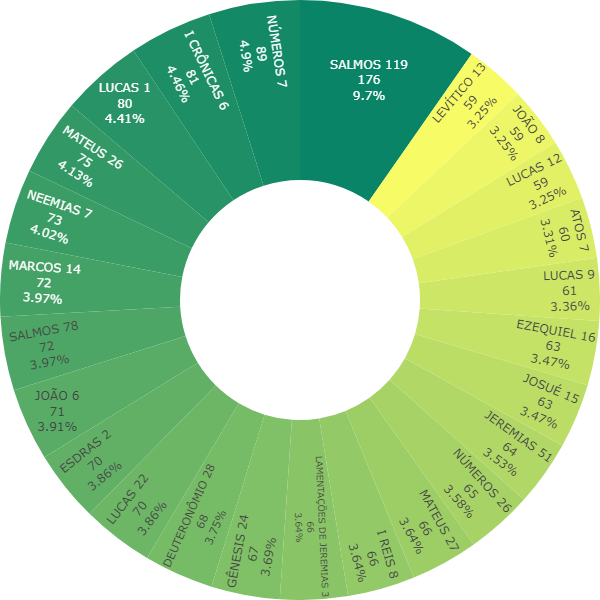 SALMOS 119
176
9.7%
LEVÍTICO 13
59
3.25%
JOÃO 8
59
3.25%
LUCAS 12
59
3.25%
ATOS 7
60
3.31%
LUCAS 9
61
3.36%
EZEQUIEL 16
63
3.47%
JOSUÉ 15
63
3.47%
JEREMIAS 51
64
3.53%
NÚMEROS 26
65
3.58%
MATEUS 27
66
3.64%
I REIS 8
66
3.64%
LAMENTAÇÕES DE JEREMIAS 3
66
3.64%
GÊNESIS 24
67
3.69%
DEUTERONÔMIO 28
68
3.75%
LUCAS 22
70
3.86%
ESDRAS 2
70
3.86%
JOÃO 6
71
3.91%
SALMOS 78
72
3.97%
MARCOS 14
72
3.97%
NEEMIAS 7
73
4.02%
MATEUS 26
75
4.13%
LUCAS 1
80
4.41%
I CRÔNICAS 6
81
4.46%
NÚMEROS 7
89
4.9%